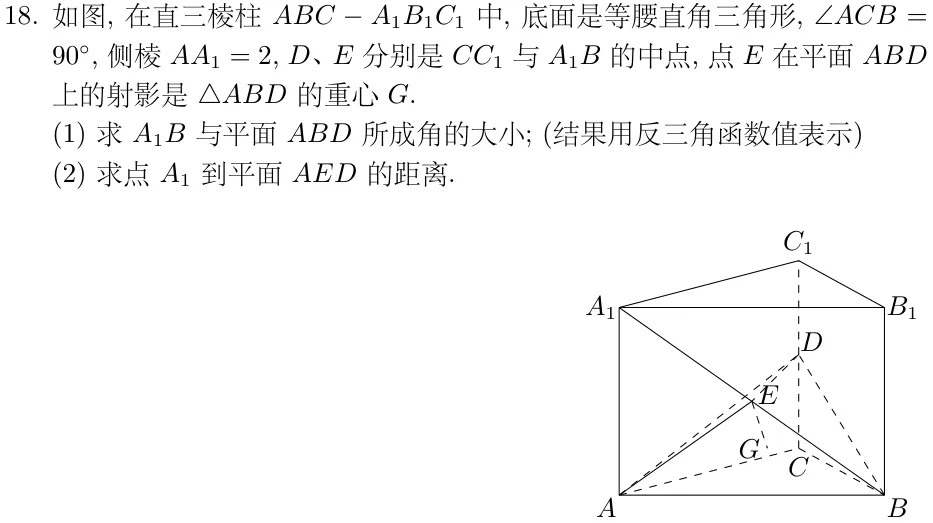 18. 如图, 在直三棱柱 ABC − A₁B₁C₁ 中, 底面是等腰直角三角形, ∠ACB =
90°, 侧棱 AA₁ = 2, D、E 分别是 CC₁ 与 A₁B 的中点, 点 E 在平面 ABD
上的射影是 △ABD 的重心 G.
(1) 求 A₁B 与平面 ABD 所成角的大小; (结果用反三角函数值表示)
(2) 求点 A₁ 到平面 AED 的距离.
C₁
A₁
B₁
D
E
G
C
A
B